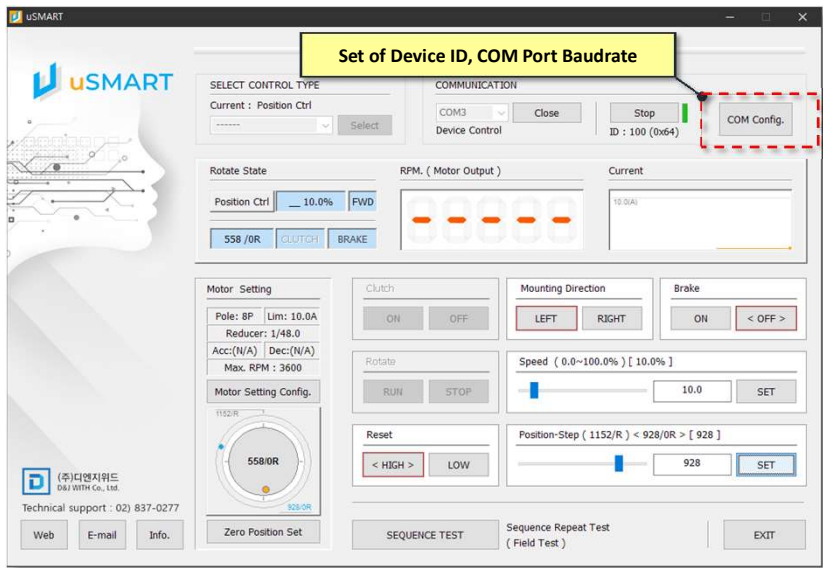 uSMART
Set of Device ID, COM Port Baudrate
uSMART
SELECT CONTROL TYPE
Current : Position Ctrl
------
Select
COMMUNICATION
COM3
Close
Stop
Device Control
ID : 100 (0x64)
COM Config.
Rotate State
Position Ctrl
__ 10.0%
FWD
558 /0R
CLUTCH
BRAKE
RPM. ( Motor Output )
-----
Current
10.0(A)
Motor Setting
Pole: 8P
Lim: 10.0A
Reducer: 1/48.0
Acc:(N/A)
Dec:(N/A)
Max. RPM : 3600
Motor Setting Config.
1152/R
558/0R
928/0R
Zero Position Set
Clutch
ON
OFF
Mounting Direction
LEFT
RIGHT
Brake
ON
< OFF >
Rotate
RUN
STOP
Speed ( 0.0~100.0% ) [ 10.0% ]
10.0
SET
Reset
< HIGH >
LOW
Position-Step ( 1152/R ) < 928/0R > [ 928 ]
928
SET
(주)디엔지위드
D&J WITH Co., Ltd.
Technical support : 02) 837-0277
Web
E-mail
Info.
SEQUENCE TEST
Sequence Repeat Test
( Field Test )
EXIT